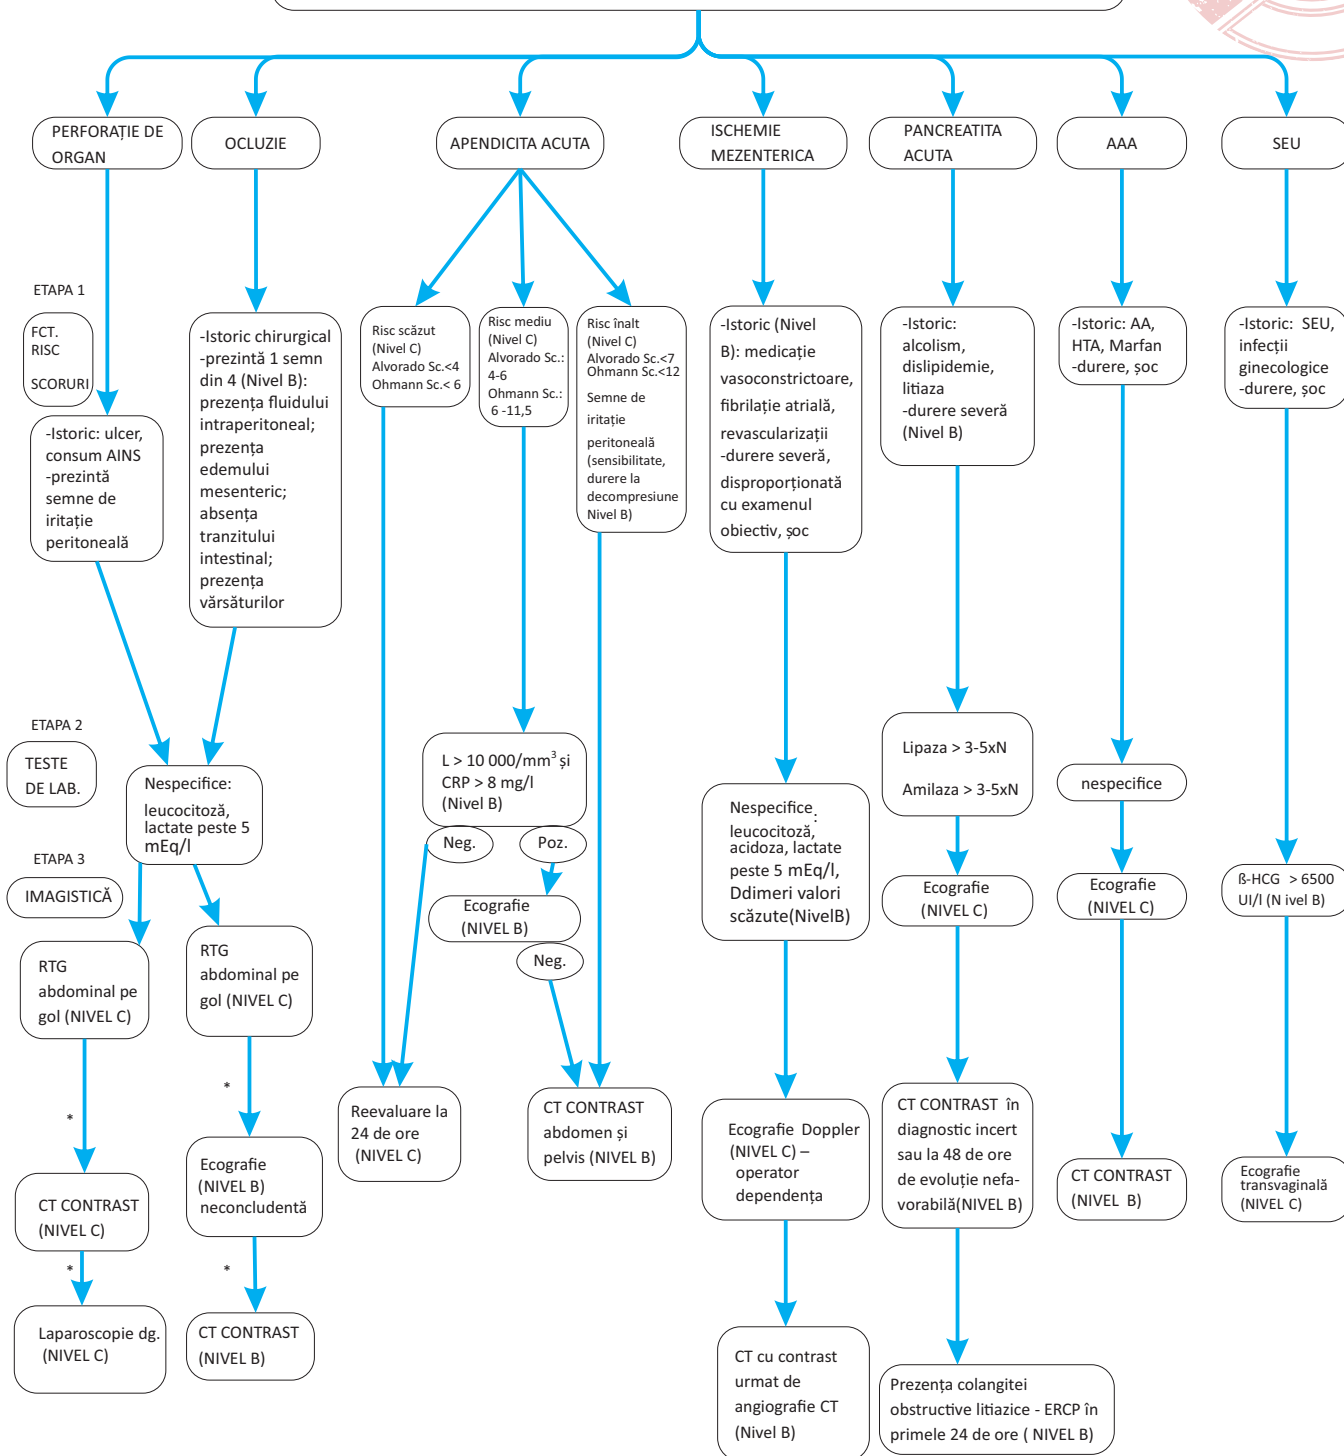 PERFORAȚIE DE
ORGAN
OCLUZIE
APENDICITA ACUTA
ISCHEMIE
MEZENTERICA
PANCREATITA
ACUTA
AAA
SEU
ETAPA 1
FCT.
RISC
SCORURI
-Istoric: ulcer,
consum AINS
-prezintă
semne de
iritație
peritoneală
-Istoric chirurgical
-prezintă 1 semn
din 4 (Nivel B):
prezența fluidului
intraperitoneal;
prezența
edemului
mesenteric;
absența
tranzitului
intestinal;
prezența
vărsăturilor
Risc scăzut
(Nivel C)
Alvorado Sc.<4
Ohmann Sc.< 6
Risc mediu
(Nivel C)
Alvorado Sc.:
4-6
Ohmann Sc.:
6 -11,5
Risc înalt
(Nivel C)
Alvorado Sc.<7
Ohmann Sc.<12
Semne de
iritație
peritoneală
(sensibilitate,
durere la
decompresiune
Nivel B)
-Istoric (Nivel
B): medicație
vasoconstrictoare,
fibrilație atrială,
revascularizații
-durere severă,
disproporționată
cu examenul
obiectiv, șoc
-Istoric:
alcolism,
dislipidemie,
litiaza
-durere severă
(Nivel B)
-Istoric: AA,
HTA, Marfan
-durere, șoc
-Istoric: SEU,
infecții
ginecologice
-durere, șoc
ETAPA 2
TESTE
DE LAB.
Nespecifice:
leucocitoză,
lactate peste 5
mEq/l
L > 10 000/mm³ și
CRP > 8 mg/l
(Nivel B)
Neg.
Poz.
Ecografie
(NIVEL B)
Neg.
Nespecifice:
leucocitoză,
acidoza, lactate
peste 5 mEq/l,
Ddimeri valori
scăzute(NivelB)
Lipaza > 3-5xN
Amilaza > 3-5xN
nespecifice
ETAPA 3
IMAGISTICĂ
Ecografie
(NIVEL C)
Ecografie
(NIVEL C)
ß-HCG > 6500
UI/l (N ivel B)
RTG
abdominal pe
gol (NIVEL C)
RTG
abdominal pe
gol (NIVEL C)
*
*
Reevaluare la
24 de ore
(NIVEL C)
CT CONTRAST
abdomen și
pelvis (NIVEL B)
Ecografie Doppler
(NIVEL C) –
operator
dependența
CT CONTRAST în
diagnostic incert
sau la 48 de ore
de evoluție nefa-
vorabilă(NIVEL B)
CT CONTRAST
(NIVEL B)
Ecografie
transvaginală
(NIVEL C)
CT CONTRAST
(NIVEL C)
Ecografie
(NIVEL B)
neconcludentă
*
*
Laparoscopie dg.
(NIVEL C)
CT CONTRAST
(NIVEL B)
CT cu contrast
urmat de
angiografie CT
(Nivel B)
Prezența colangitei
obstructive litiazice - ERCP în
primele 24 de ore ( NIVEL B)